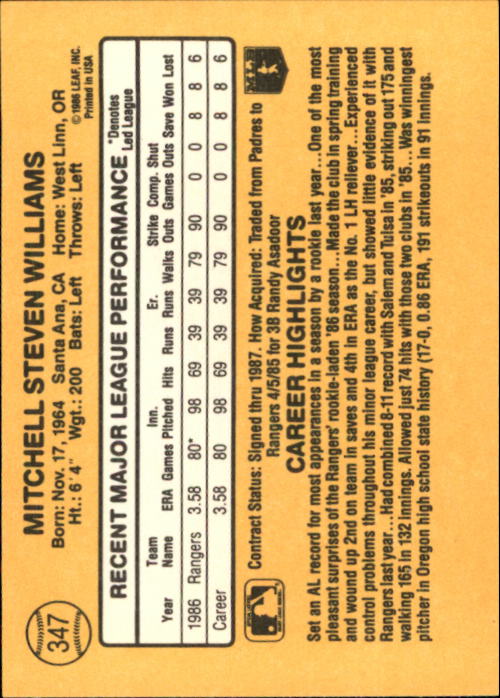 347
MITCHELL STEVEN WILLIAMS
Born: Nov. 17, 1964 Santa Ana, CA Home: West Linn, OR
Ht.: 6' 4" Wgt.: 200 Bats: Left Throws: Left
© 1986 LEAF, INC.
Printed in USA
RECENT MAJOR LEAGUE PERFORMANCE
*Denotes
Led League
Team Inn. Er. Strike Comp. Shut
Year Name ERA Games Pitched Hits Runs Runs Walks Outs Games Outs Save Won Lost
1986 Rangers 3.58 80* 98 69 39 39 79 90 0 0 8 8 6
Career 3.58 80 98 69 39 39 79 90 0 0 8 8 6
Contract Status: Signed thru 1987. How Acquired: Traded from Padres to
Rangers 4/5/85 for 3B Randy Asadoor
CAREER HIGHLIGHTS
Set an AL record for most appearances in a season by a rookie last year...One of the most
pleasant surprises of the Rangers' rookie-laden '86 season...Made the club in spring training
and wound up 2nd on team in saves and 4th in ERA as the No. 1 LH reliever...Experienced
control problems throughout his minor league career, but showed little evidence of it with
Rangers last year...Had combined 8-11 record with Salem and Tulsa in '85, striking out 175 and
walking 165 in 132 innings. Allowed just 74 hits with those two clubs in '85...Was winningest
pitcher in Oregon high school state history (17-0, 0.86 ERA, 191 strikeouts in 91 innings.